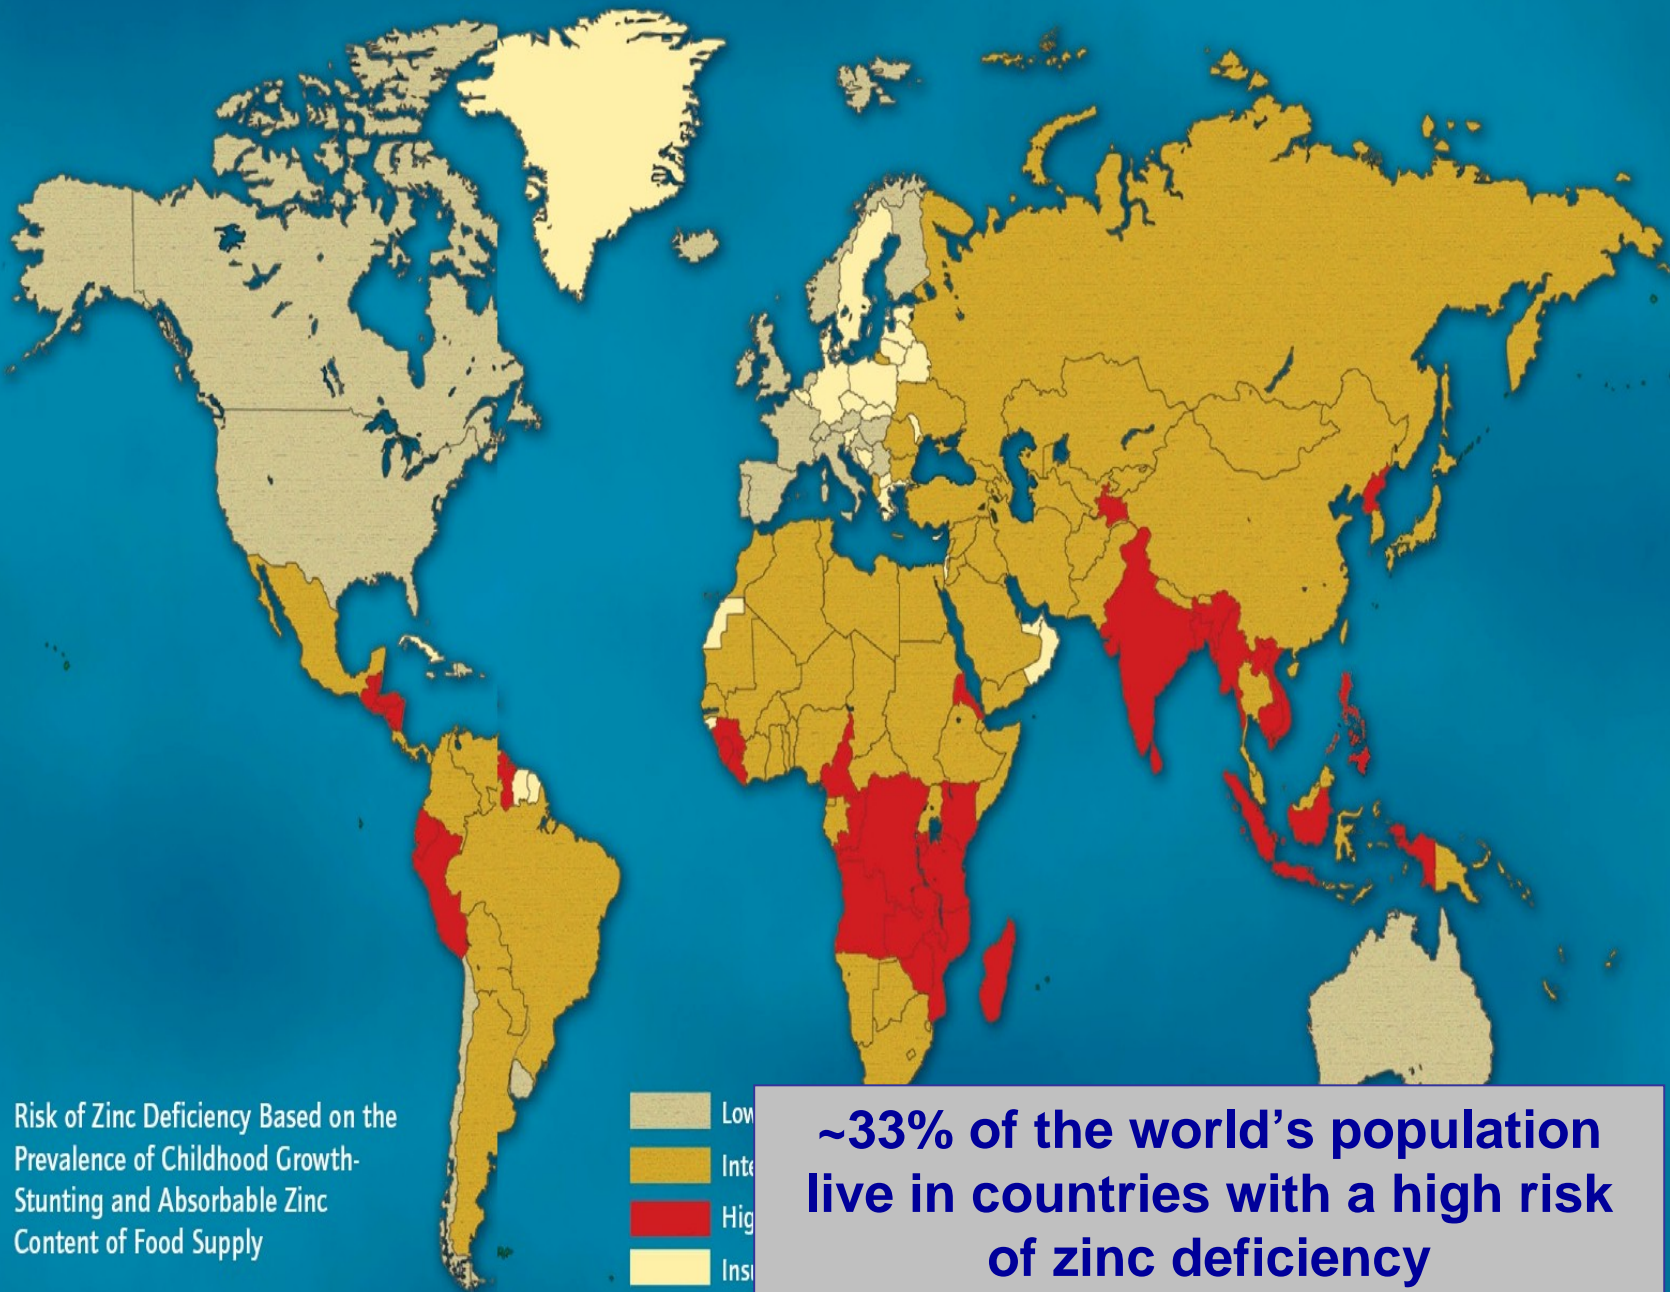 Risk of Zinc Deficiency Based on the
Prevalence of Childhood Growth-
Stunting and Absorbable Zinc
Content of Food Supply
Low
~33% of the world’s population
live in countries with a high risk
of zinc deficiency